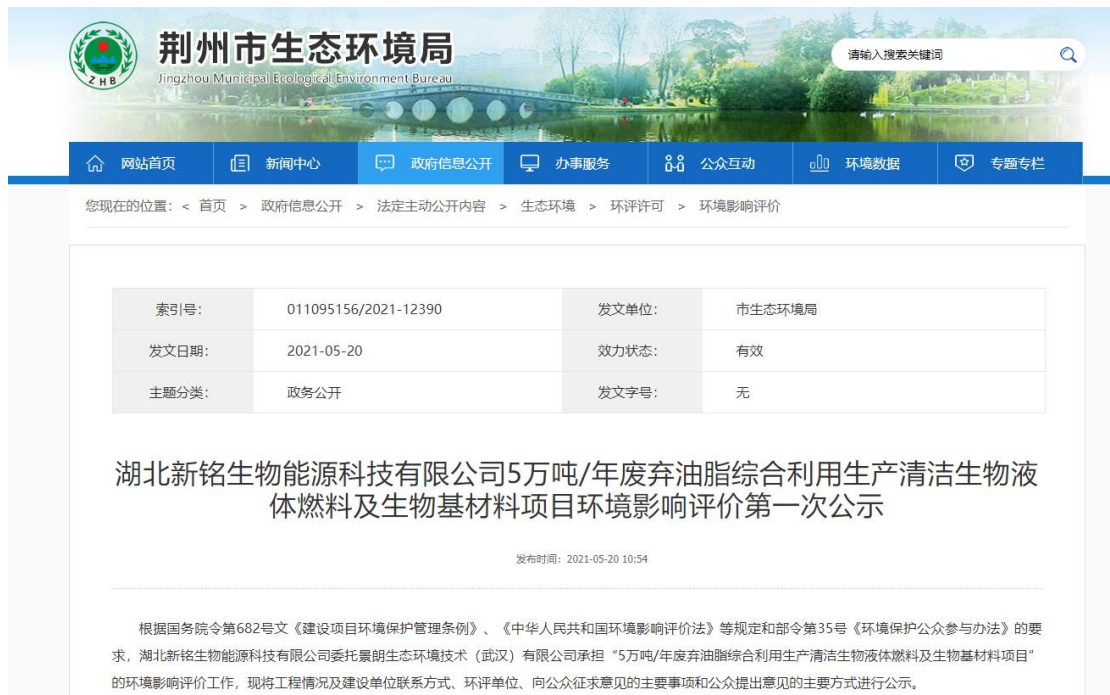 荆州市生态环境局
Jingzhou Municipal Ecological Environment Bureau
ZHB
请输入搜索关键词
网站首页 新闻中心 政府信息公开 办事服务 公众互动 环境数据 专题专栏
您现在的位置：< 首页 > 政府信息公开 > 法定主动公开内容 > 生态环境 > 环评许可 > 环境影响评价
索引号： 011095156/2021-12390 发文单位： 市生态环境局
发文日期： 2021-05-20 效力状态： 有效
主题分类： 政务公开 发文字号： 无
湖北新铭生物能源科技有限公司5万吨/年废弃油脂综合利用生产清洁生物液
体燃料及生物基材料项目环境影响评价第一次公示
发布时间：2021-05-20 10:54
根据国务院令第682号文《建设项目环境保护管理条例》、《中华人民共和国环境影响评价法》等规定和部令第35号《环境保护公众参与办法》的要
求，湖北新铭生物能源科技有限公司委托景朗生态环境技术（武汉）有限公司承担“5万吨/年废弃油脂综合利用生产清洁生物液体燃料及生物基材料项目”
的环境影响评价工作，现将工程情况及建设单位联系方式、环评单位、向公众征求意见的主要事项和公众提出意见的主要方式进行公示。